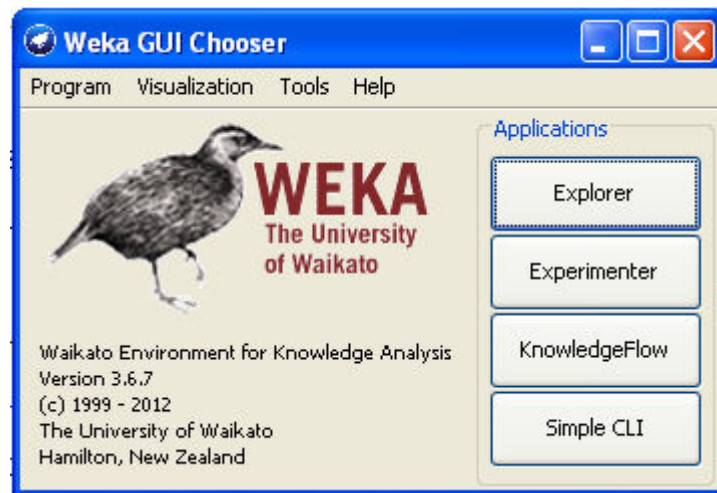 Weka GUI Chooser
Program Visualization Tools Help
WEKA
The University
of Waikato
Waikato Environment for Knowledge Analysis
Version 3.6.7
(c) 1999 - 2012
The University of Waikato
Hamilton, New Zealand
Applications
Explorer
Experimenter
KnowledgeFlow
Simple CLI